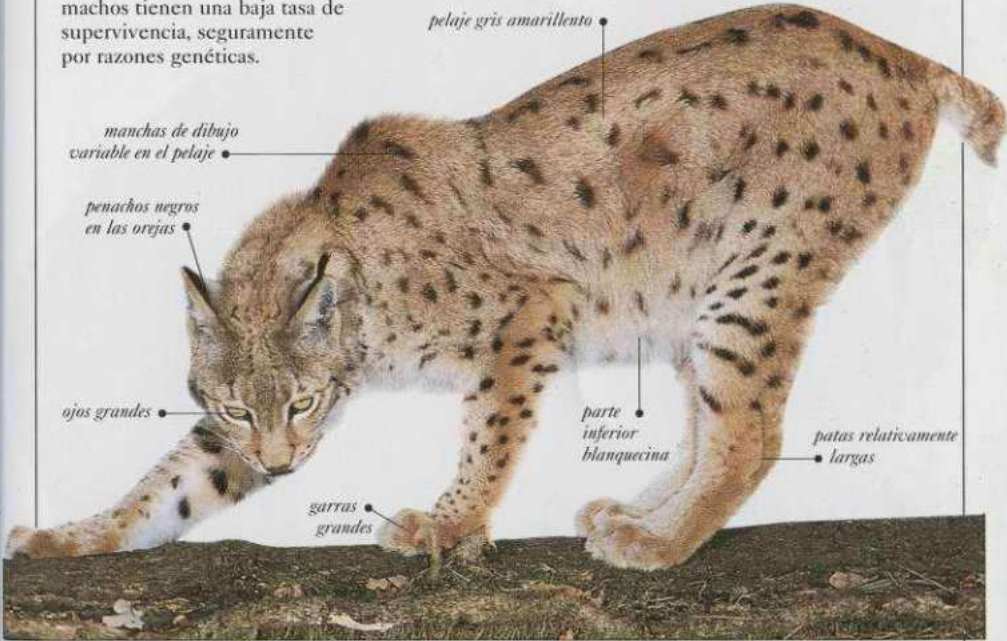 machos tienen una baja tasa de
supervivencia, seguramente
por razones genéticas.
pelaje gris amarillento
manchas de dibujo
variable en el pelaje
penachos negros
en las orejas
ojos grandes
garras
grandes
parte
inferior
blanquecina
patas relativamente
largas